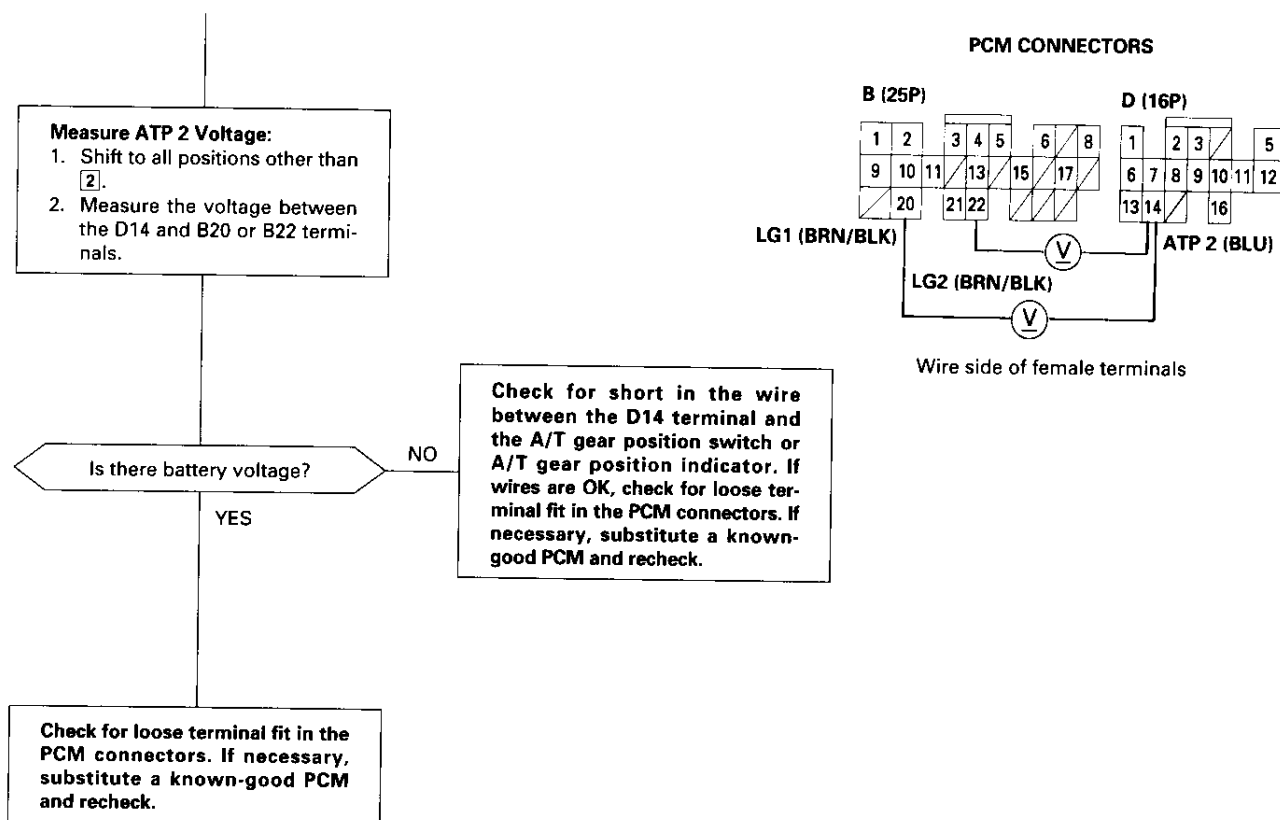 Measure ATP 2 Voltage:
1. Shift to all positions other than
2.
2. Measure the voltage between
the D14 and B20 or B22 termi-
nals.
Is there battery voltage?
NO
YES
Check for short in the wire
between the D14 terminal and
the A/T gear position switch or
A/T gear position indicator. If
wires are OK, check for loose ter-
minal fit in the PCM connectors. If
necessary, substitute a known-
good PCM and recheck.
Check for loose terminal fit in the
PCM connectors. If necessary,
substitute a known-good PCM
and recheck.
PCM CONNECTORS
B (25P)
1 2 3 4 5 6 8
9 10 11 13 15 17
20 21 22
D (16P)
1 2 3 5
6 7 8 9 10 11 12
13 14 16
LG1 (BRN/BLK)
V
ATP 2 (BLU)
LG2 (BRN/BLK)
V
Wire side of female terminals